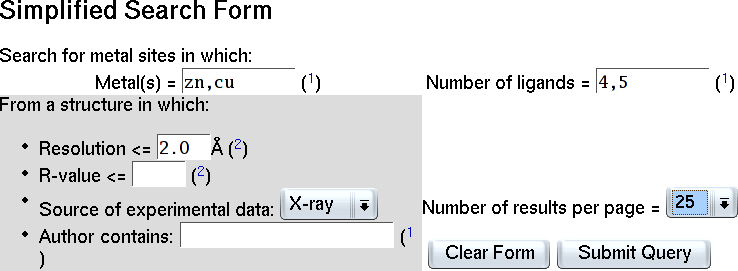 Simplified Search Form
Search for metal sites in which:
Metal(s) = zn,cu (1) Number of ligands = 4,5 (1)
From a structure in which:
• Resolution <= 2.0 Å (2)
• R-value <= (2)
• Source of experimental data: X-ray Number of results per page = 25
• Author contains: (1
) Clear Form Submit Query